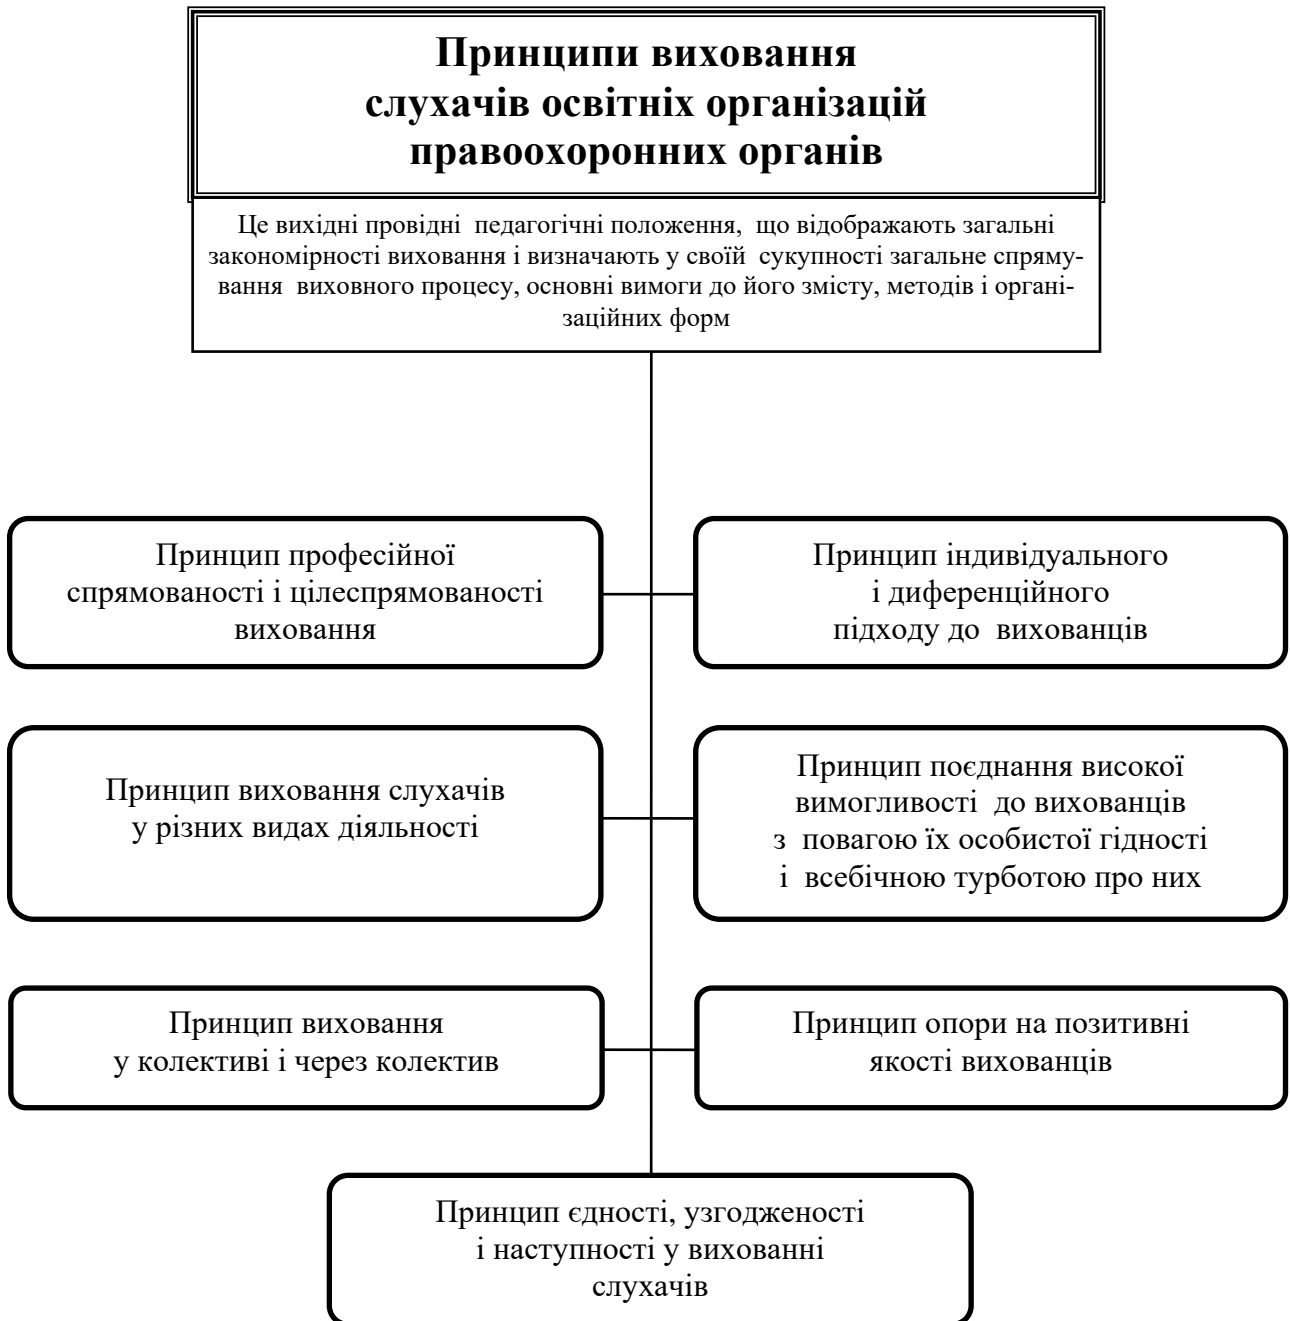 Принципи виховання
слухачів освітніх організацій
правоохоронних органів
Це вихідні провідні педагогічні положення, що відображають загальні
закономірності виховання і визначають у своїй сукупності загальне спряму-
вання виховного процесу, основні вимоги до його змісту, методів і органі-
заційних форм
Принцип професійної
спрямованості і цілеспрямованості
виховання
Принцип індивідуального
і диференційного
підходу до вихованців
Принцип виховання слухачів
у різних видах діяльності
Принцип поєднання високої
вимогливості до вихованців
з повагою їх особистої гідності
і всебічною турботою про них
Принцип виховання
у колективі і через колектив
Принцип опори на позитивні
якості вихованців
Принцип єдності, узгодженості
і наступності у вихованні
слухачів